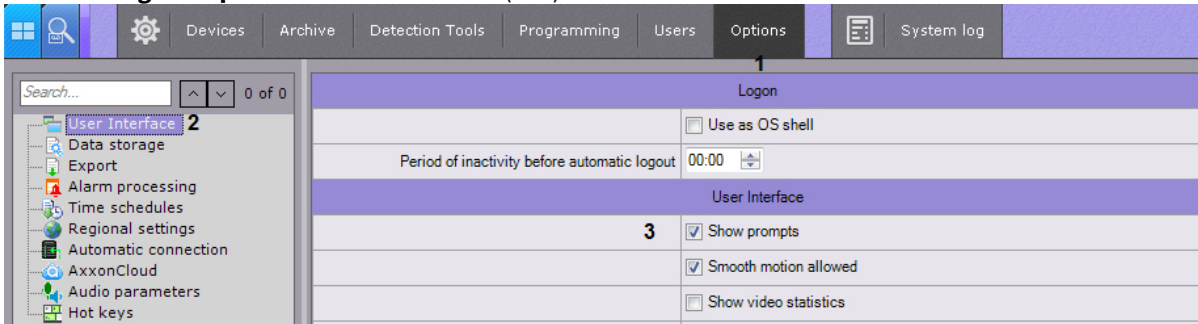 Devices Archive Detection Tools Programming Users Options System log
1
Search... 0 of 0
Logon
User Interface 2
Use as OS shell
Data storage
Export
Period of inactivity before automatic logout 00:00
Alarm processing
Time schedules
User Interface
Regional settings
3 Show prompts
Automatic connection
AxxonCloud
Smooth motion allowed
Audio parameters
Hot keys
Show video statistics